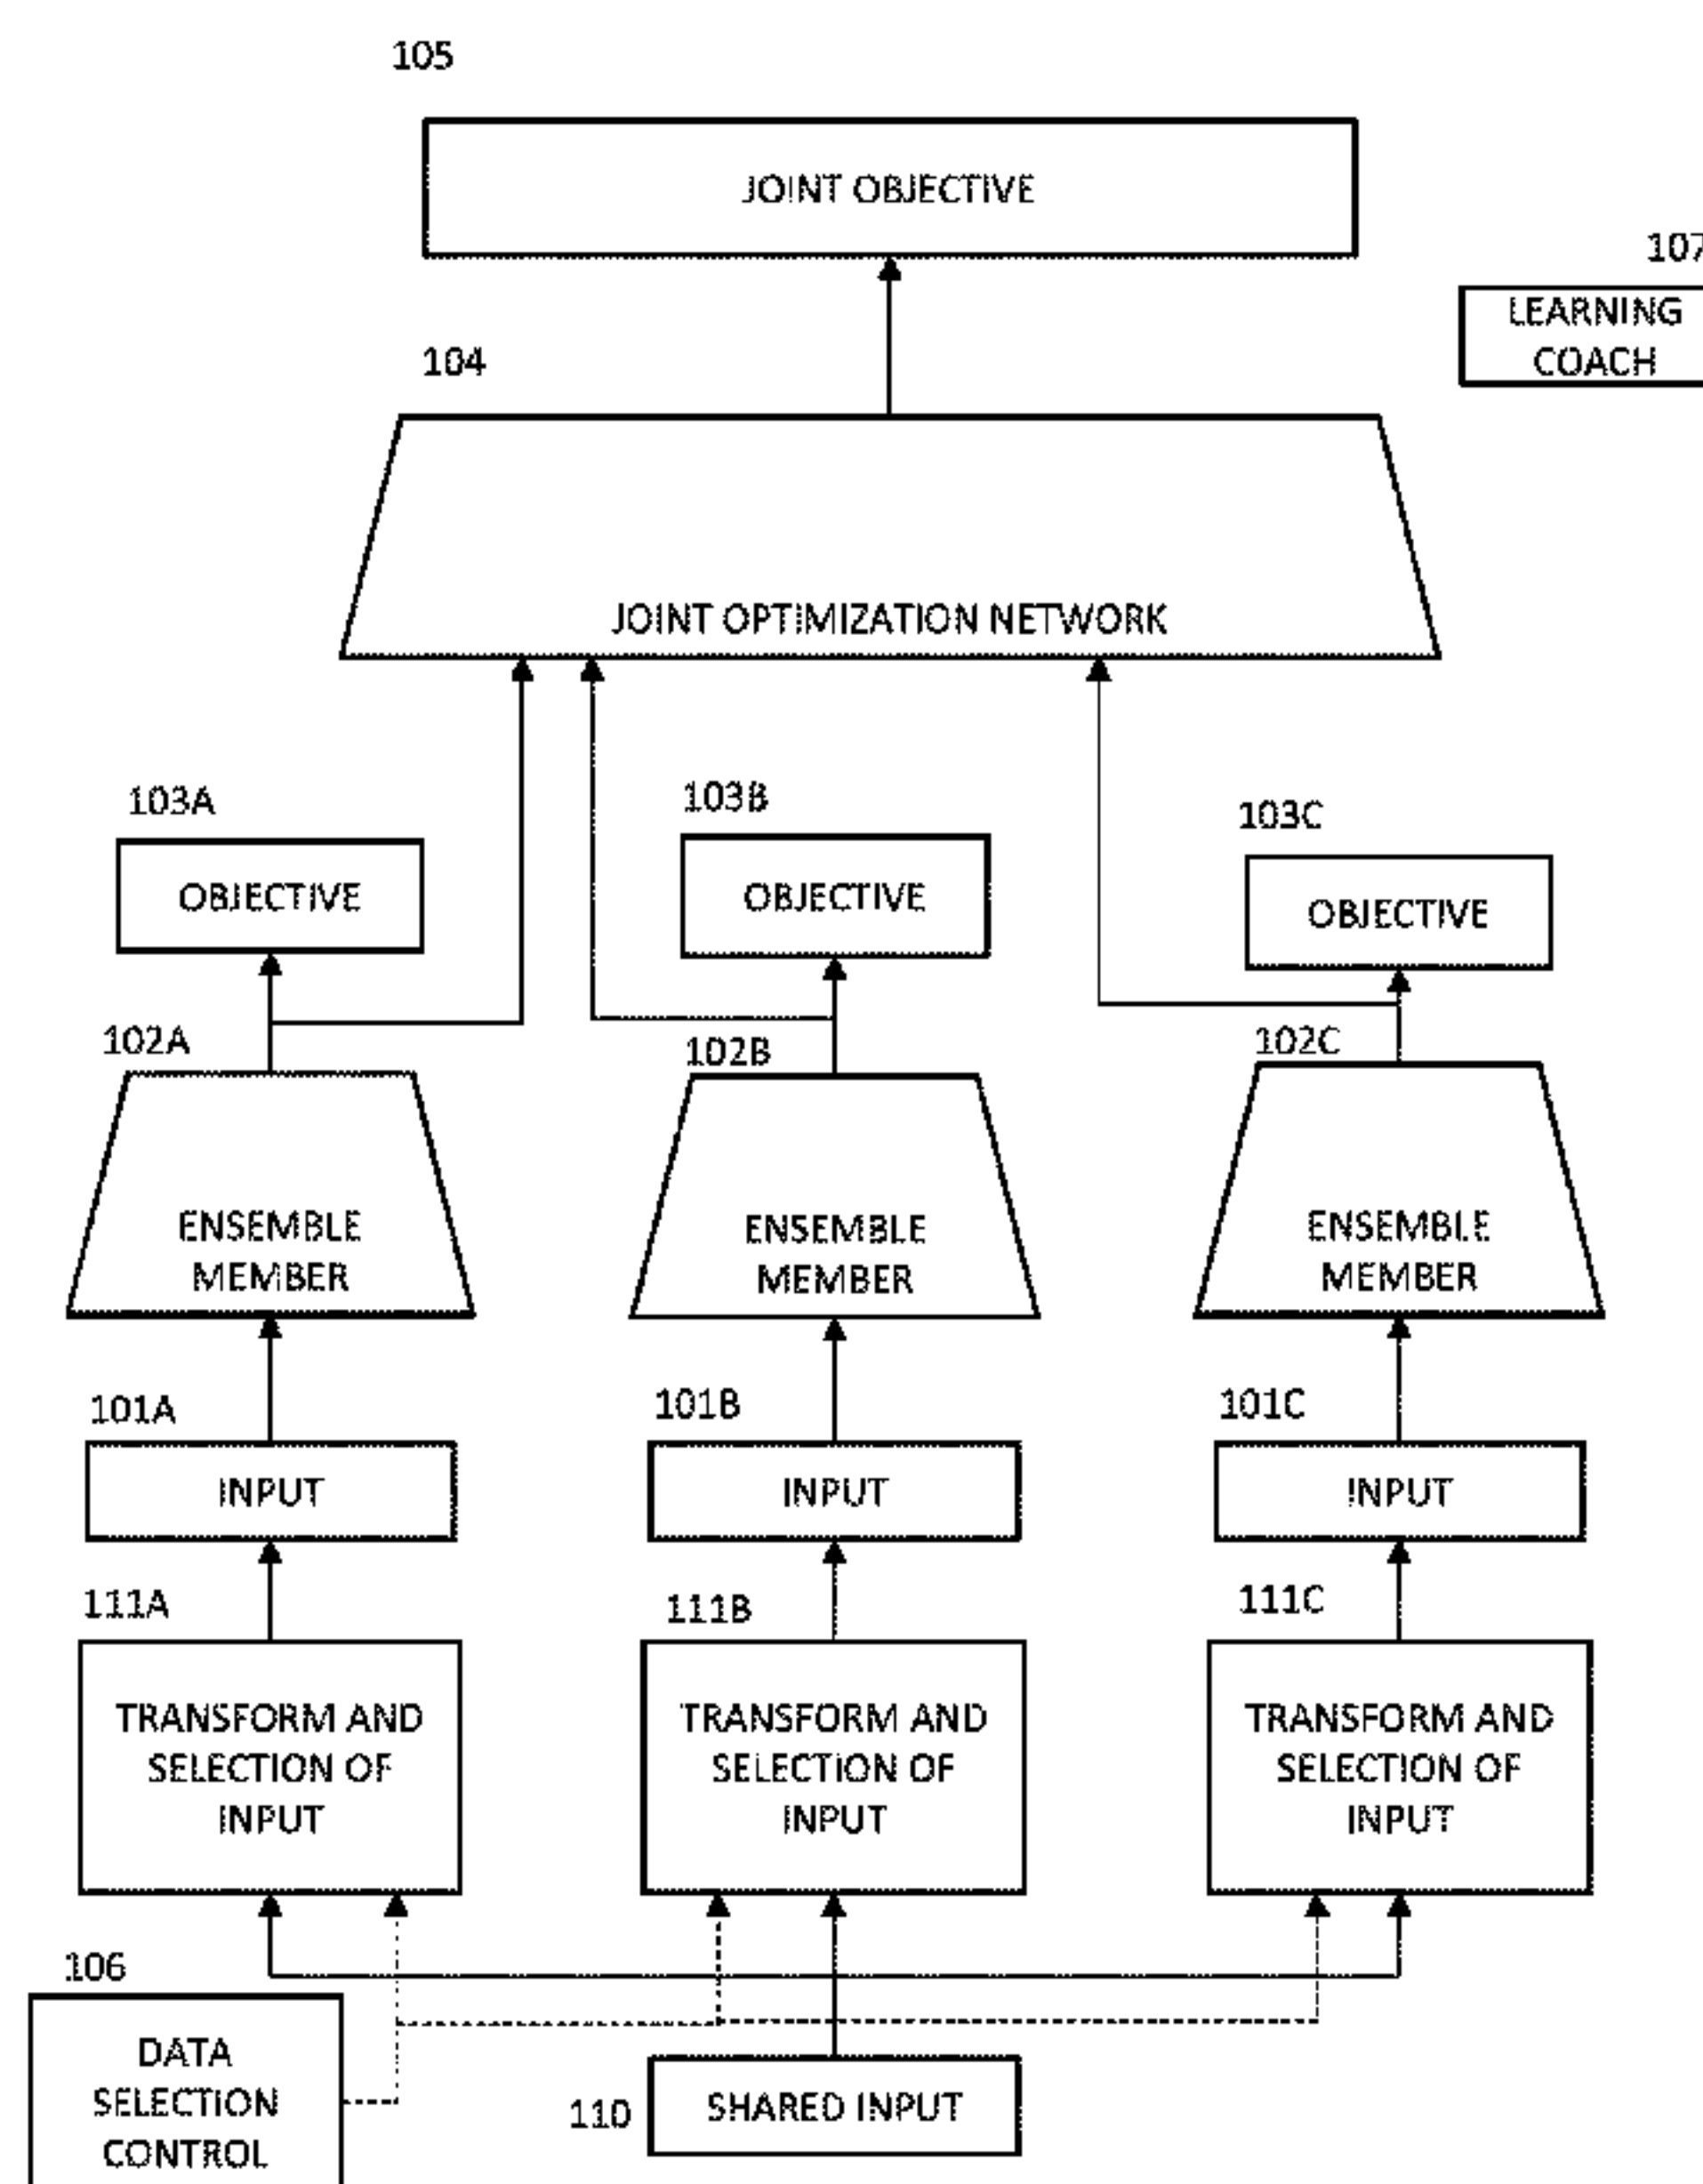 105
JOINT OBJECTIVE
107
LEARNING
COACH
104
JOINT OPTIMIZATION NETWORK
103A
103B
103C
OBJECTIVE
OBJECTIVE
OBJECTIVE
102A
102B
102C
ENSEMBLE
MEMBER
ENSEMBLE
MEMBER
ENSEMBLE
MEMBER
101A
101B
101C
INPUT
INPUT
INPUT
111A
111B
111C
TRANSFORM AND
SELECTION OF
INPUT
TRANSFORM AND
SELECTION OF
INPUT
TRANSFORM AND
SELECTION OF
INPUT
106
DATA
SELECTION
CONTROL
110
SHARED INPUT